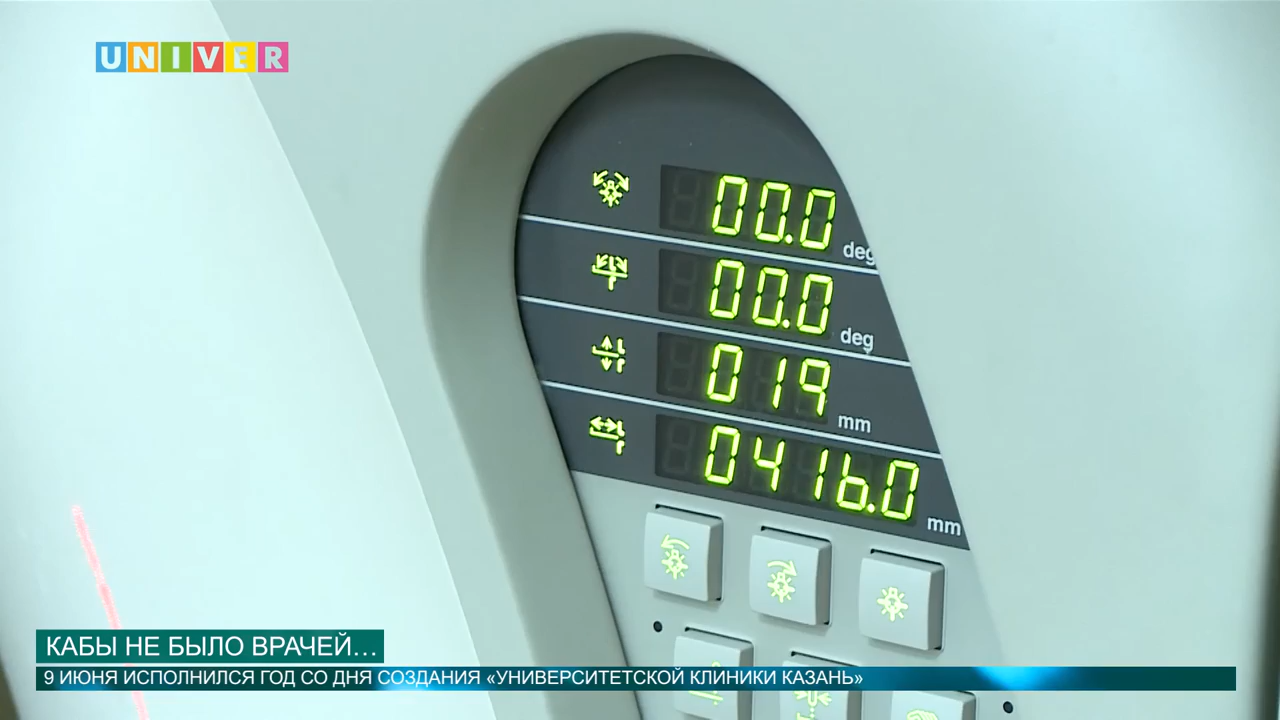 UNIVER
00.0
deg
00.0
deg
019
mm
0416.0
mm
КАБЫ НЕ БЫЛО ВРАЧЕЙ...
9 ИЮНЯ ИСПОЛНИЛСЯ ГОД СО ДНЯ СОЗДАНИЯ «УНИВЕРСИТЕТСКОЙ КЛИНИКИ КАЗАНЬ»